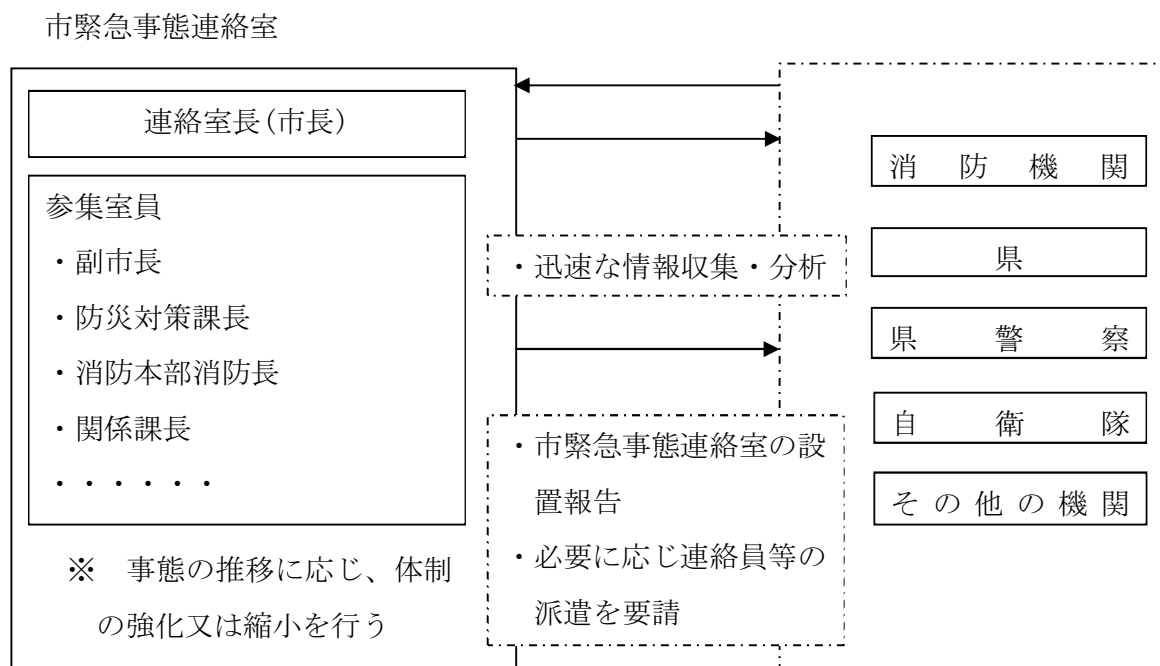 市緊急事態連絡室
連絡室長(市長)
参集室員
・副市長
・防災対策課長
・消防本部消防長
・関係課長
・・・・・・
※　事態の推移に応じ、体制
の強化又は縮小を行う
・迅速な情報収集・分析
・市緊急事態連絡室の設
置報告
・必要に応じ連絡員等の
派遣を要請
消防機関
県
県警察
自衛隊
その他の機関